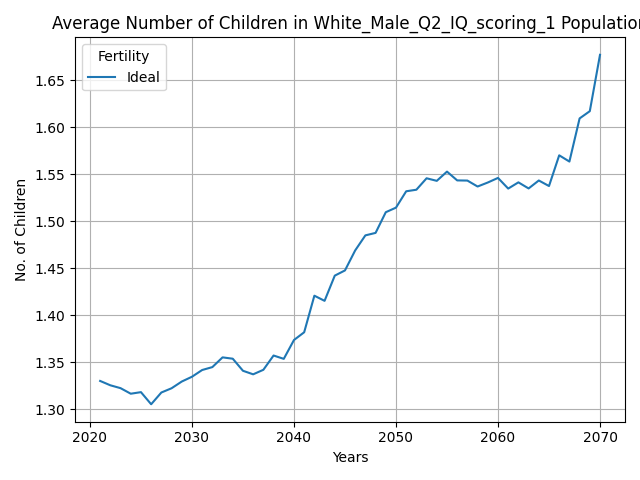 Average Number of Children in White_Male_Q2_IQ_scoring_1 Population
Fertility
Ideal
1.65
1.60
1.55
1.50
1.45
1.40
1.35
1.30
No. of Children
2020 2030 2040 2050 2060 2070
Years